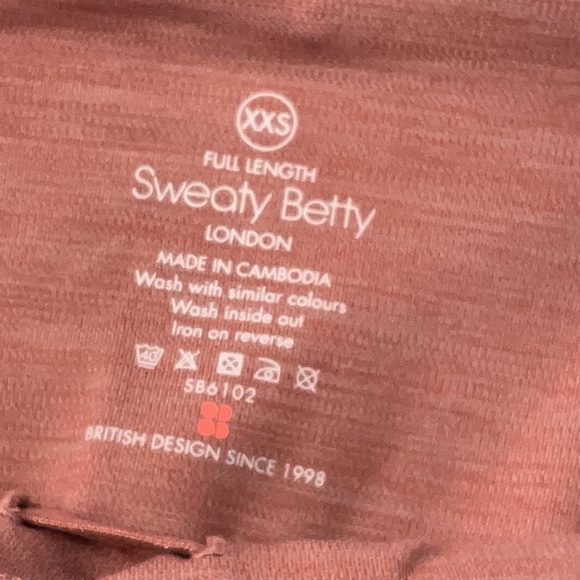 XXS
FULL LENGTH
Sweaty Betty
LONDON
MADE IN CAMBODIA
Wash with similar colours
Wash inside out
Iron on reverse
40
SB6102
BRITISH DESIGN SINCE 1998